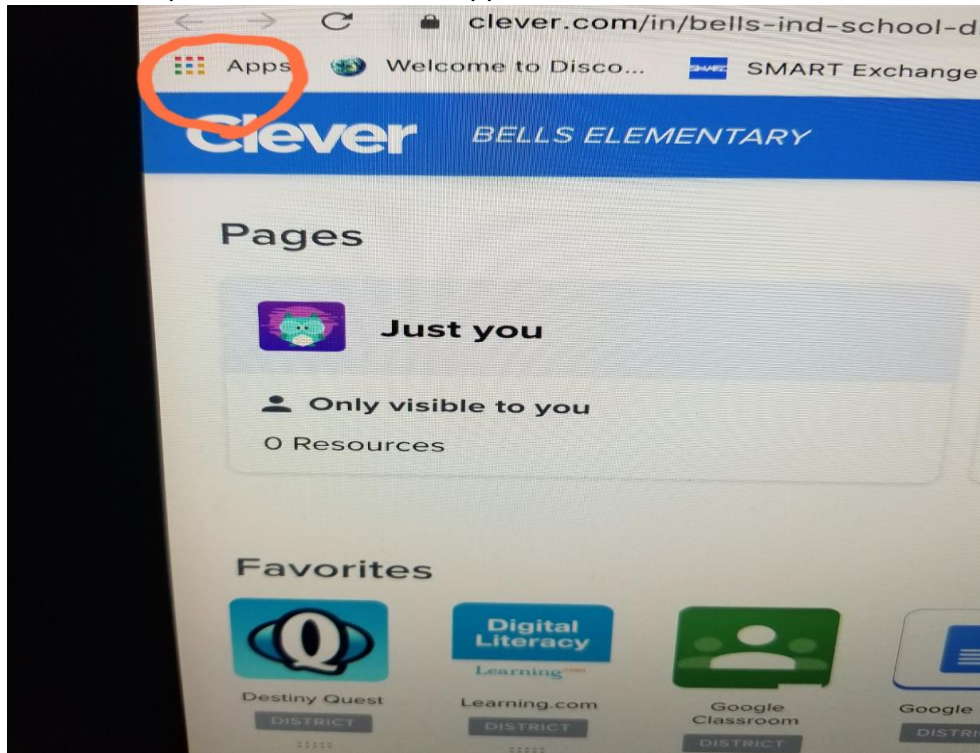 clever.com/in/bells-ind-school-d
Apps Welcome to Disco... SMART Exchange
Clever BELLS ELEMENTARY
Pages
Just you
Only visible to you
0 Resources
Favorites
Q Digital
Literacy
Learning.com
Destiny Quest Learning.com Google
Classroom Google
DISTRICT DISTRICT DISTRICT DISTRI